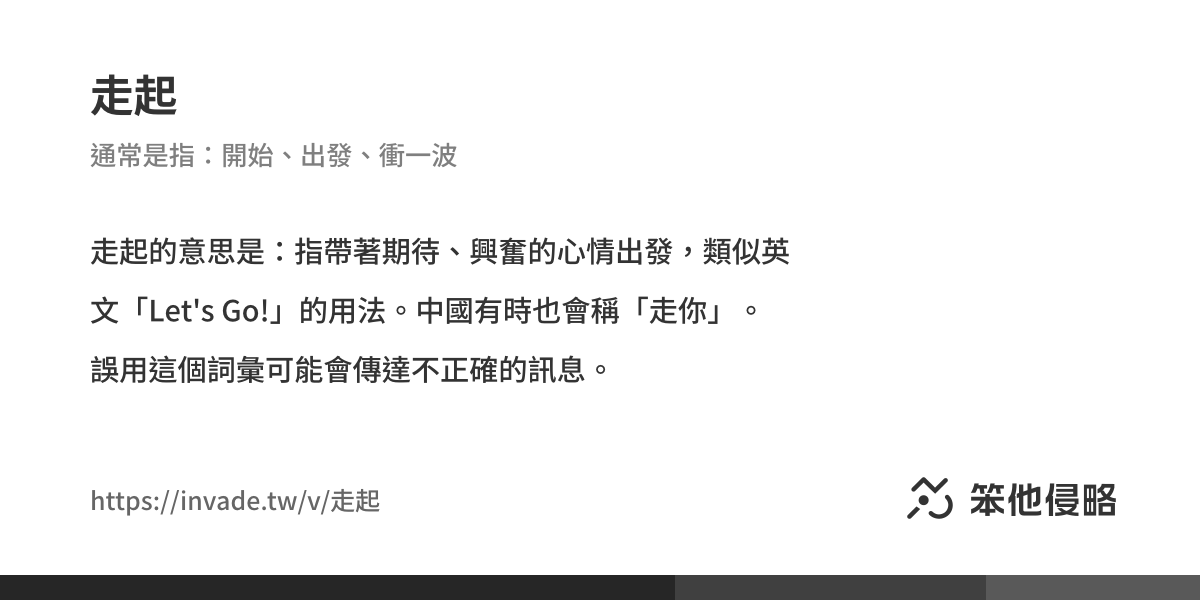 走起
通常是指：開始、出發、衝一波
走起的意思是：指帶著期待、興奮的心情出發，類似英
文「Let's Go!」的用法。中國有時也會稱「走你」。
誤用這個詞彙可能會傳達不正確的訊息。
https://invade.tw/v/走起
笨他侵略